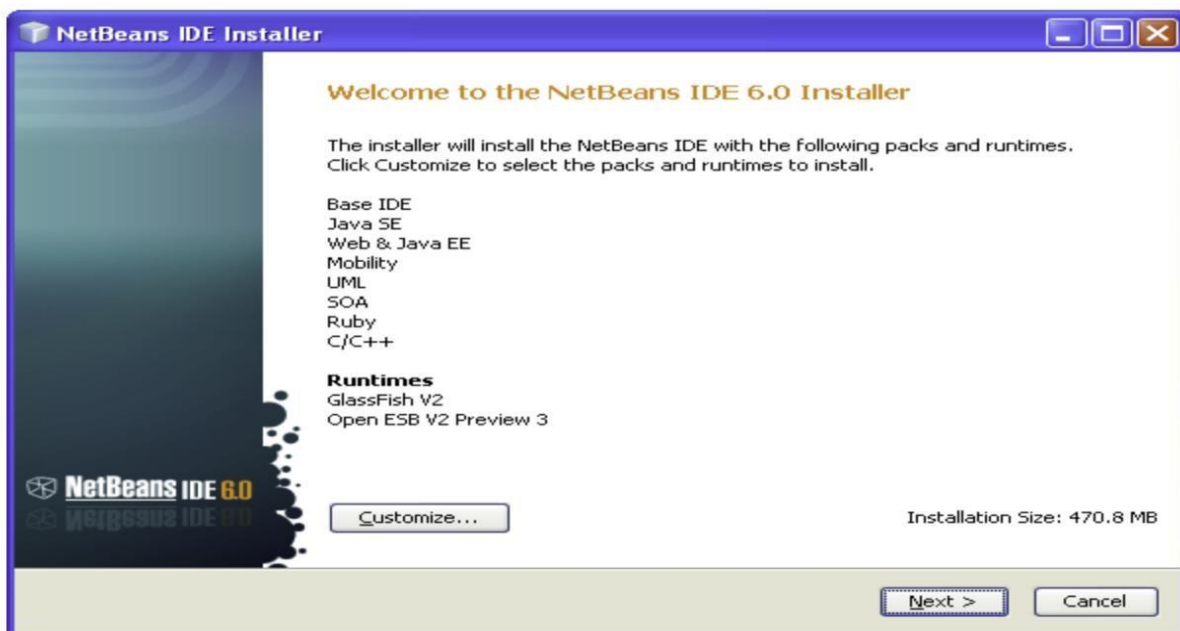 NetBeans IDE Installer
Welcome to the NetBeans IDE 6.0 Installer
The installer will install the NetBeans IDE with the following packs and runtimes.
Click Customize to select the packs and runtimes to install.
Base IDE
Java SE
Web & Java EE
Mobility
UML
SOA
Ruby
C/C++
Runtimes
GlassFish V2
Open ESB V2 Preview 3
NetBeans IDE 6.0
Customize...
Installation Size: 470.8 MB
Next >
Cancel